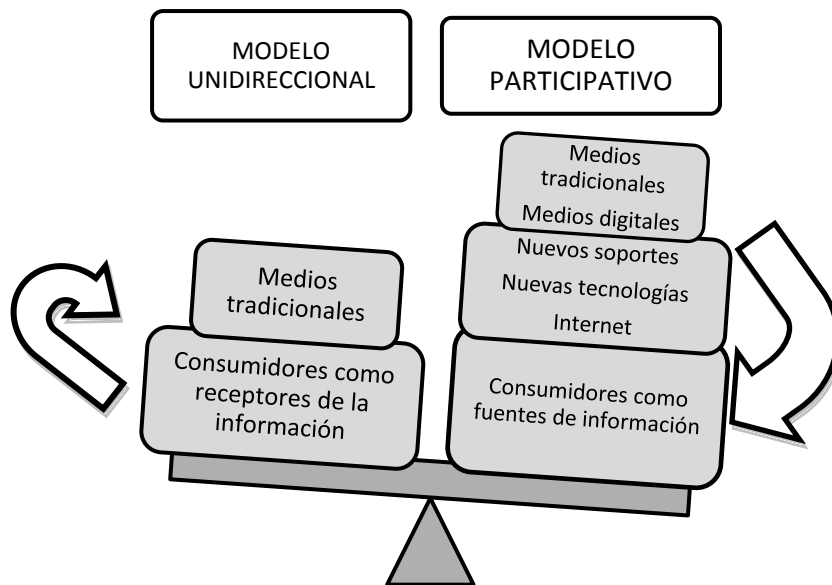 MODELO
UNIDIRECCIONAL
MODELO
PARTICIPATIVO
Medios
tradicionales
Consumidores como
receptores de la
información
Medios
tradicionales
Medios digitales
Nuevos soportes
Nuevas tecnologías
Internet
Consumidores como
fuentes de información